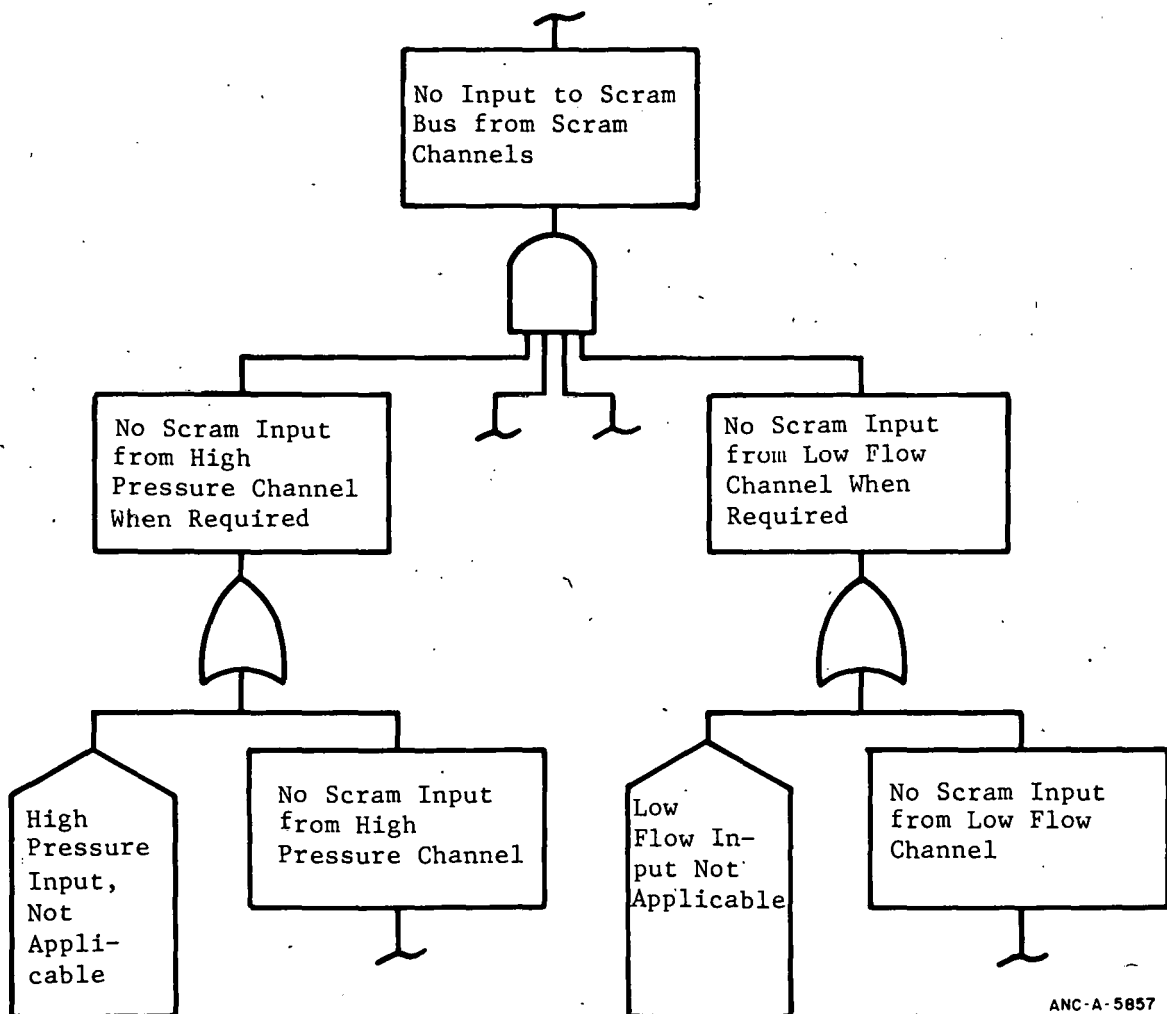 No Input to Scram
Bus from Scram
Channels
No Scram Input
from High
Pressure Channel
When Required
No Scram Input
from Low Flow
Channel When
Required
High
Pressure
Input,
Not
Appli-
cable
No Scram Input
from High
Pressure Channel
Low
Flow In-
put Not
Applicable
No Scram Input
from Low Flow
Channel
ANC-A-5857